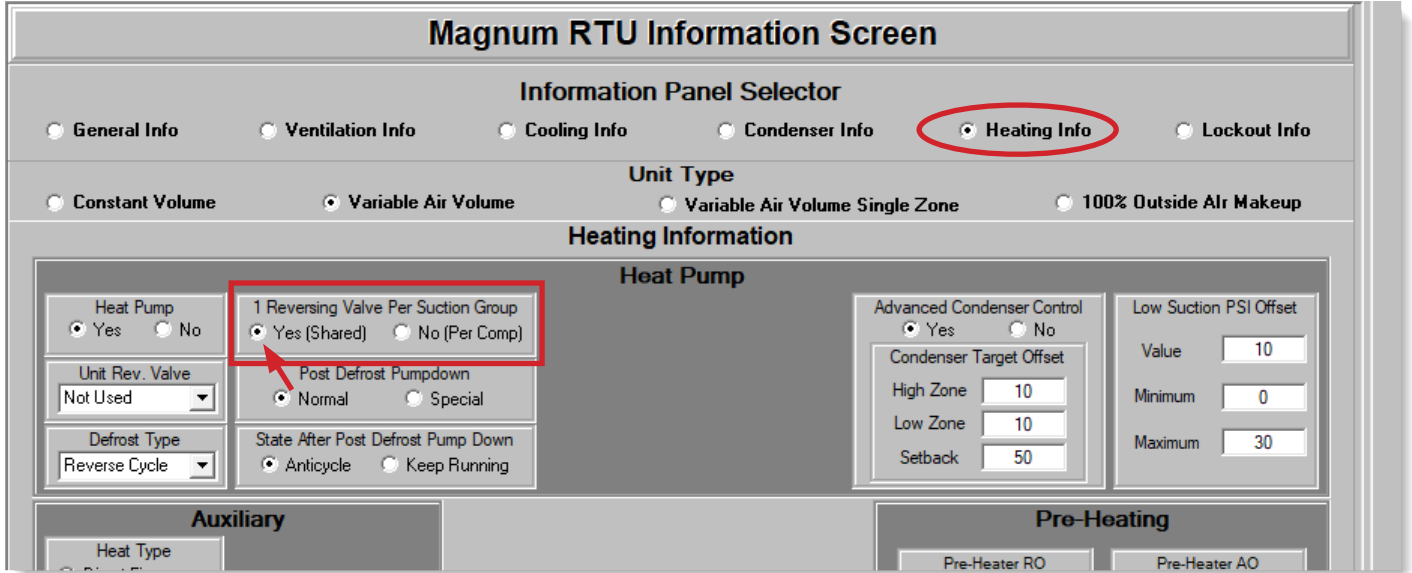 Magnum RTU Information Screen
Information Panel Selector
General Info Ventilation Info Cooling Info Condenser Info Heating Info Lockout Info
Unit Type
Constant Volume Variable Air Volume Variable Air Volume Single Zone 100% Outside AIr Makeup
Heating Information
Heat Pump
Heat Pump
Yes No
1 Reversing Valve Per Suction Group
Yes (Shared) No (Per Comp)
Advanced Condenser Control
Yes No
Low Suction PSI Offset
Value 10
Minimum 0
Maximum 30
Unit Rev. Valve
Not Used
Post Defrost Pumpdown
Normal Special
Condenser Target Offset
High Zone 10
Low Zone 10
Setback 50
Defrost Type
Reverse Cycle
State After Post Defrost Pump Down
Anticycle Keep Running
Auxiliary
Heat Type
Pre-Heating
Pre-Heater RO Pre-Heater AO